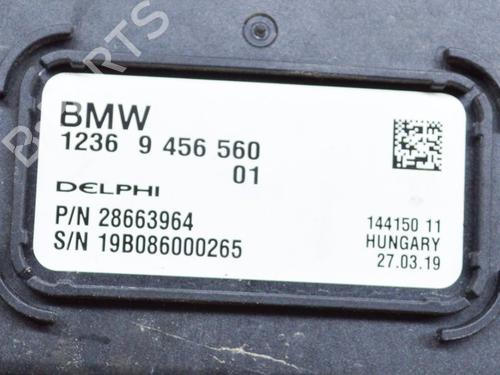 BMW
1236 9 456 560
01
DELPHI
P/N 28663964
S/N 19B086000265
144150 11
HUNGARY
27.03.19